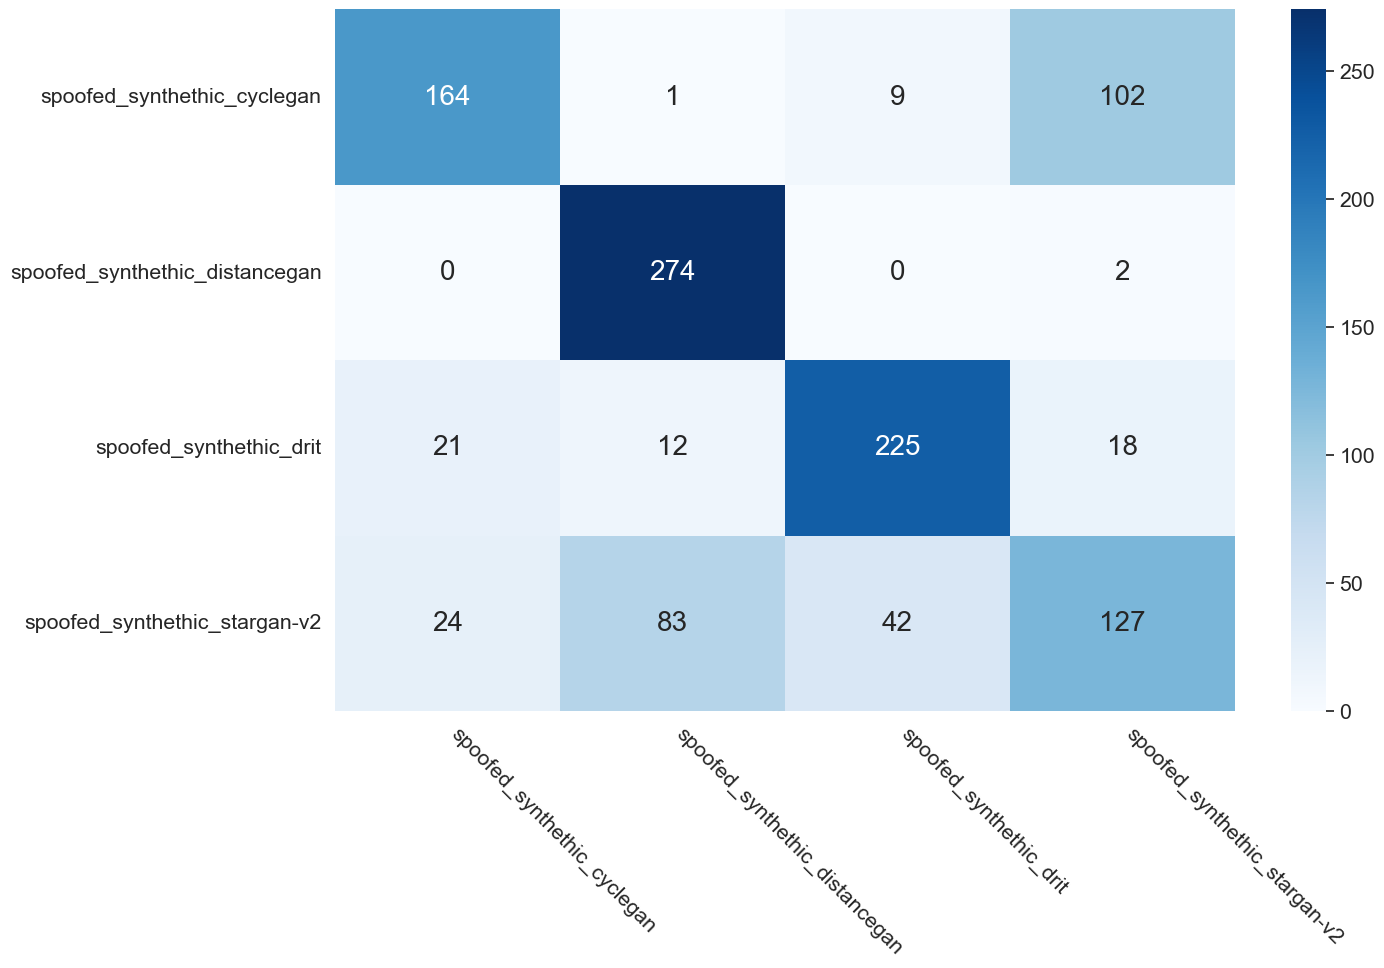 spoofed_synthethic_cyclegan 164 1 9 102
spoofed_synthethic_distancegan 0 274 0 2
spoofed_synthethic_drit 21 12 225 18
spoofed_synthethic_stargan-v2 24 83 42 127
spoofed_synthethic_cyclegan
spoofed_synthethic_distancegan
spoofed_synthethic_drit
spoofed_synthethic_stargan-v2
250
200
150
100
50
0